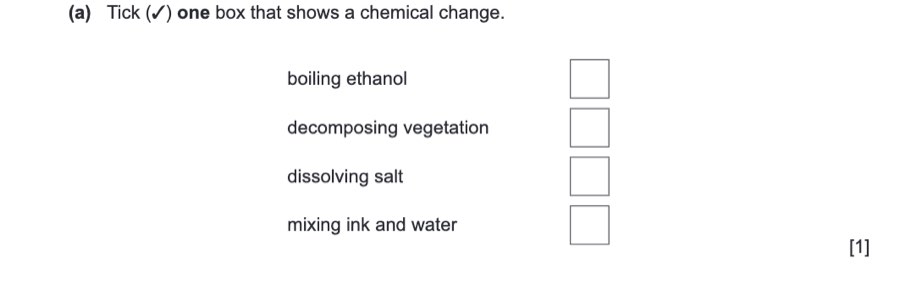 (a) Tick (✓) one box that shows a chemical change.
boiling ethanol
decomposing vegetation
dissolving salt
mixing ink and water
[1]